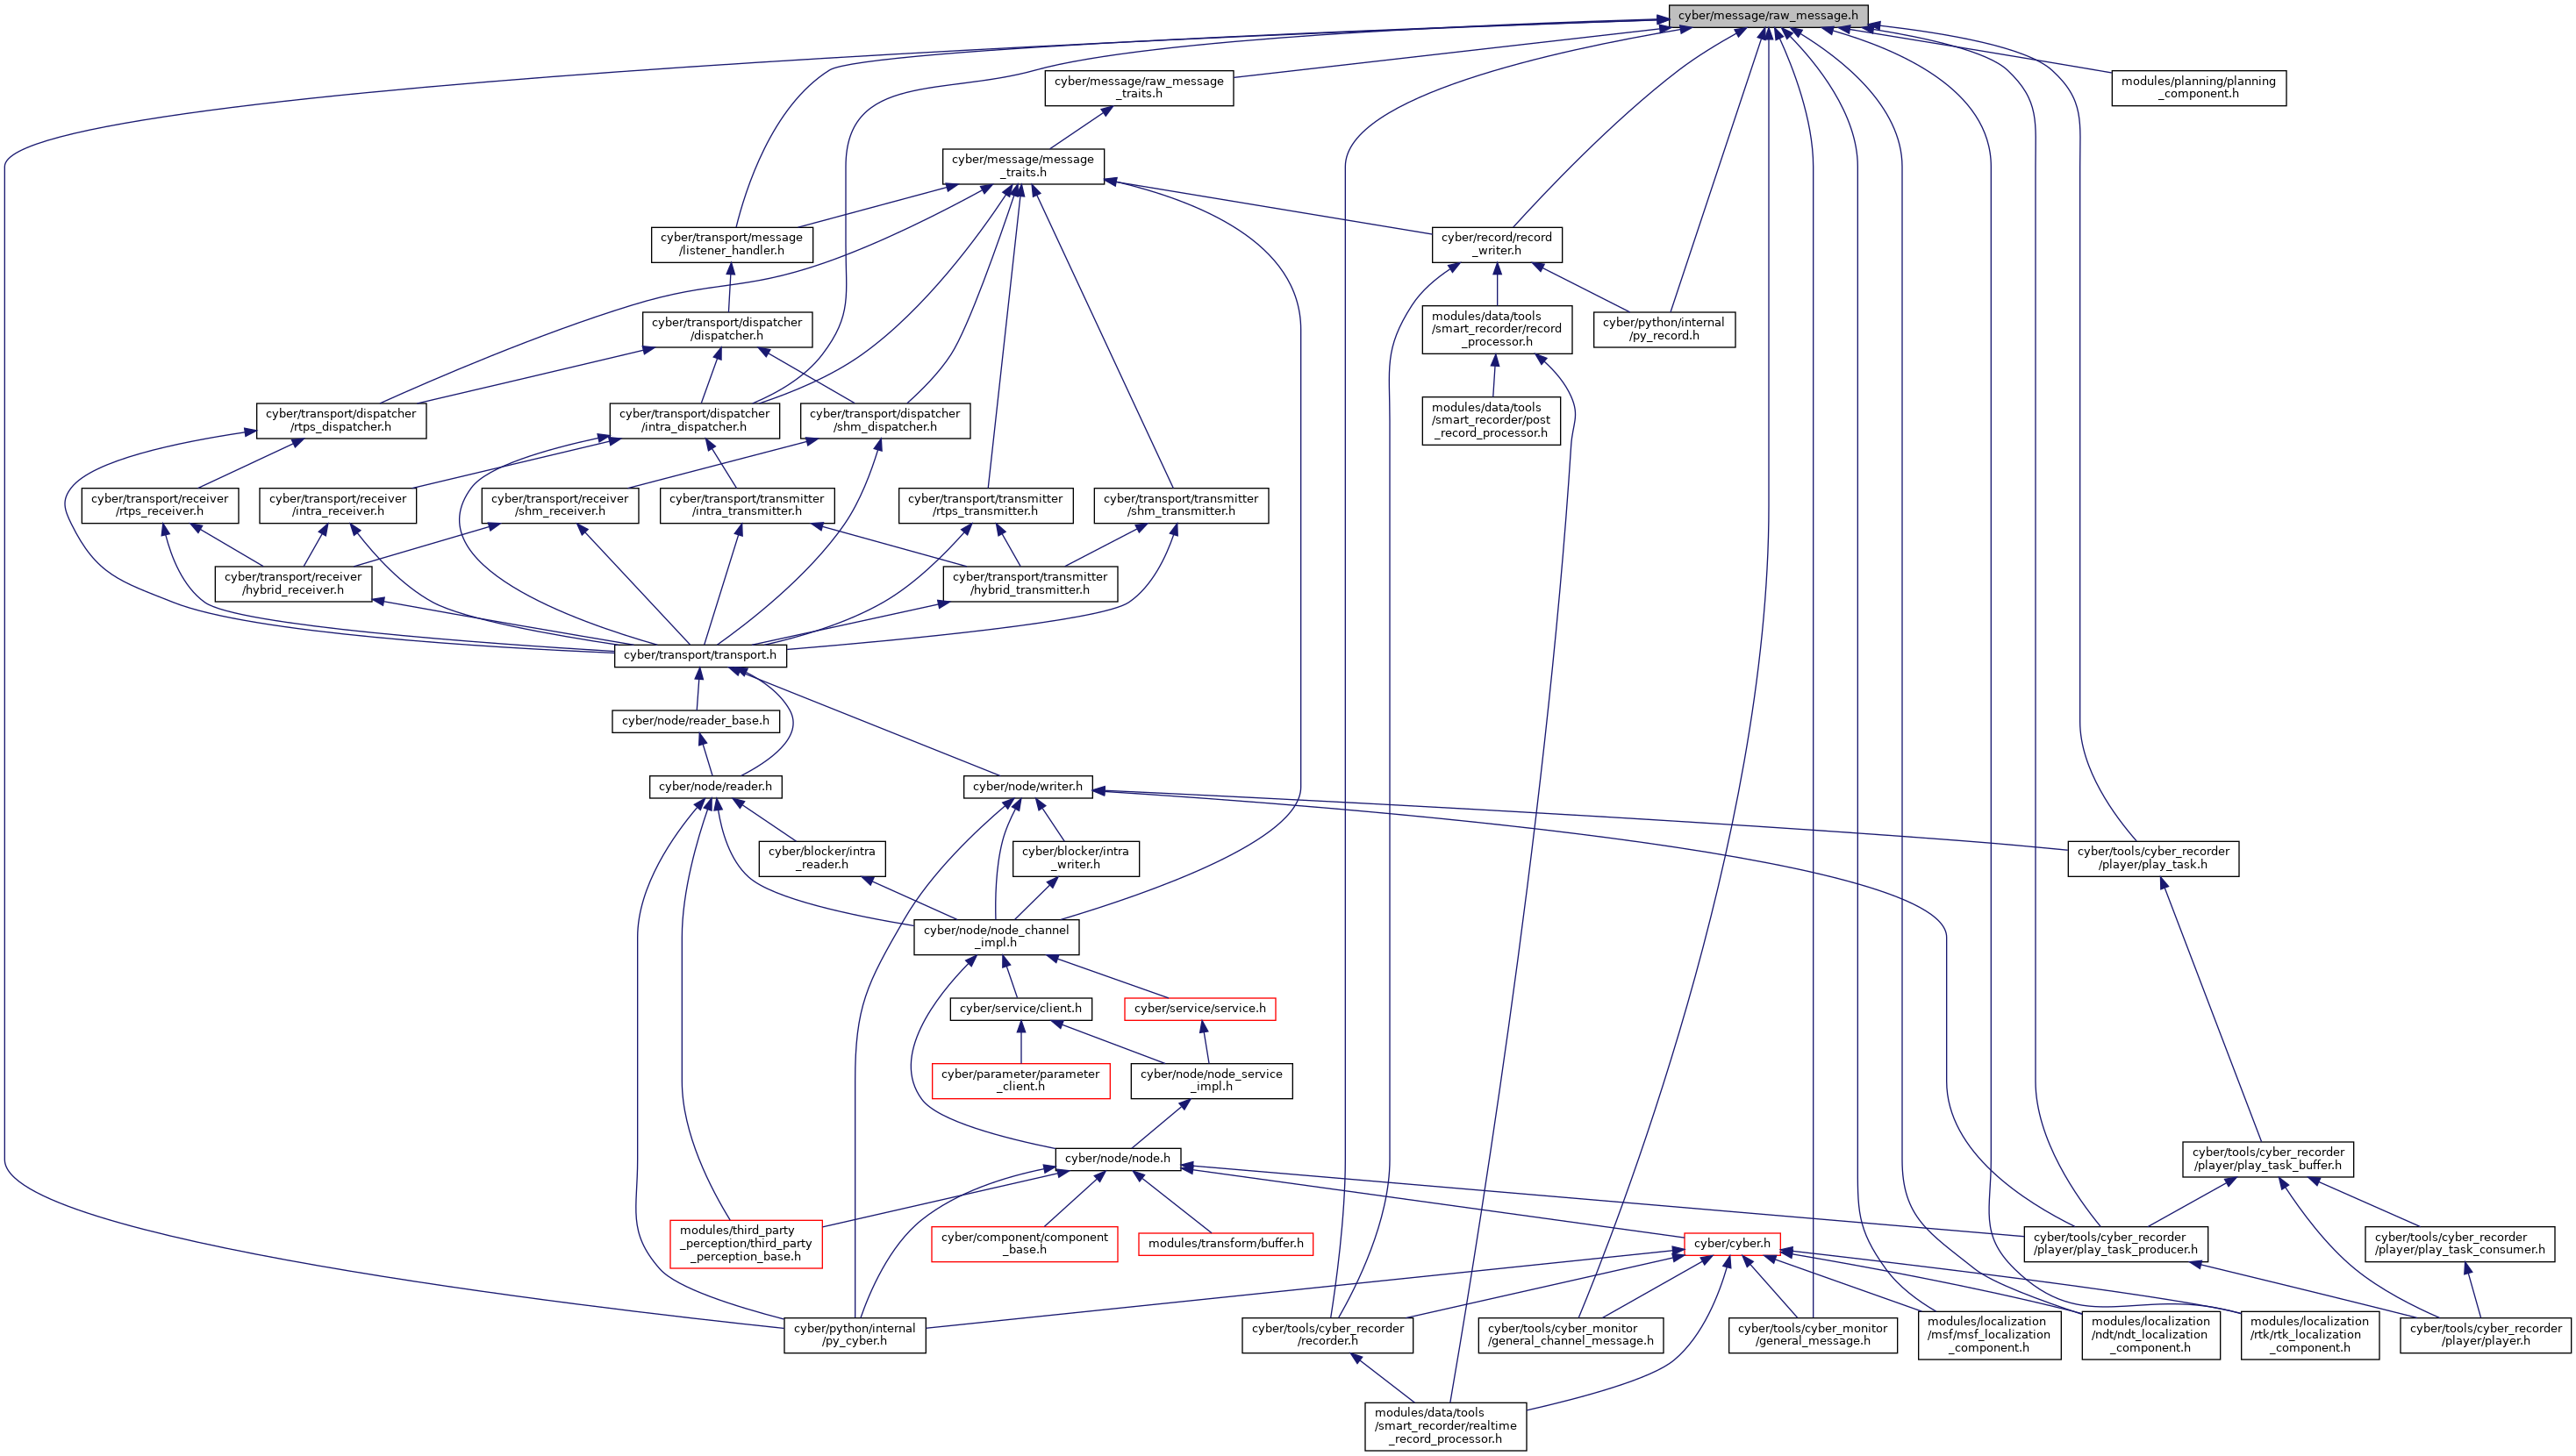 cyber/message/raw_message.h
cyber/message/raw_message
_traits.h
modules/planning/planning
_component.h
cyber/message/message
_traits.h
cyber/transport/message
/listener_handler.h
cyber/record/record
_writer.h
cyber/transport/dispatcher
/dispatcher.h
modules/data/tools
/smart_recorder/record
_processor.h
cyber/python/internal
/py_record.h
cyber/transport/dispatcher
/rtps_dispatcher.h
cyber/transport/dispatcher
/intra_dispatcher.h
cyber/transport/dispatcher
/shm_dispatcher.h
modules/data/tools
/smart_recorder/post
_record_processor.h
cyber/transport/receiver
/rtps_receiver.h
cyber/transport/receiver
/intra_receiver.h
cyber/transport/receiver
/shm_receiver.h
cyber/transport/transmitter
/intra_transmitter.h
cyber/transport/transmitter
/rtps_transmitter.h
cyber/transport/transmitter
/shm_transmitter.h
cyber/transport/receiver
/hybrid_receiver.h
cyber/transport/transmitter
/hybrid_transmitter.h
cyber/transport/transport.h
cyber/node/reader_base.h
cyber/node/reader.h
cyber/node/writer.h
cyber/blocker/intra
_reader.h
cyber/blocker/intra
_writer.h
cyber/tools/cyber_recorder
/player/play_task.h
cyber/node/node_channel
_impl.h
cyber/service/client.h
cyber/service/service.h
cyber/parameter/parameter
_client.h
cyber/node/node_service
_impl.h
cyber/node/node.h
cyber/tools/cyber_recorder
/player/play_task_buffer.h
modules/third_party
_perception/third_party
_perception_base.h
cyber/component/component
_base.h
modules/transform/buffer.h
cyber/cyber.h
cyber/tools/cyber_recorder
/player/play_task_producer.h
cyber/tools/cyber_recorder
/player/play_task_consumer.h
cyber/python/internal
/py_cyber.h
cyber/tools/cyber_recorder
/recorder.h
cyber/tools/cyber_monitor
/general_channel_message.h
cyber/tools/cyber_monitor
/general_message.h
modules/localization
/msf/msf_localization
_component.h
modules/localization
/ndt/ndt_localization
_component.h
modules/localization
/rtk/rtk_localization
_component.h
cyber/tools/cyber_recorder
/player/player.h
modules/data/tools
/smart_recorder/realtime
_record_processor.h